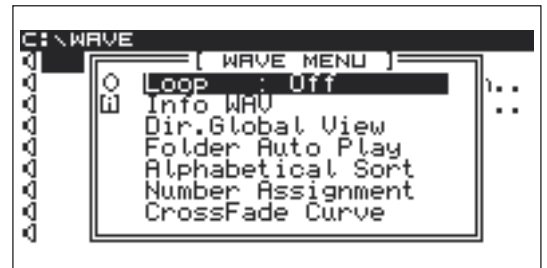 C:\WAVE
[ WAVE MENU ]
Loop : Off
Info WAV
Dir.Global View
Folder Auto Play
Alphabetical Sort
Number Assignment
CrossFade Curve